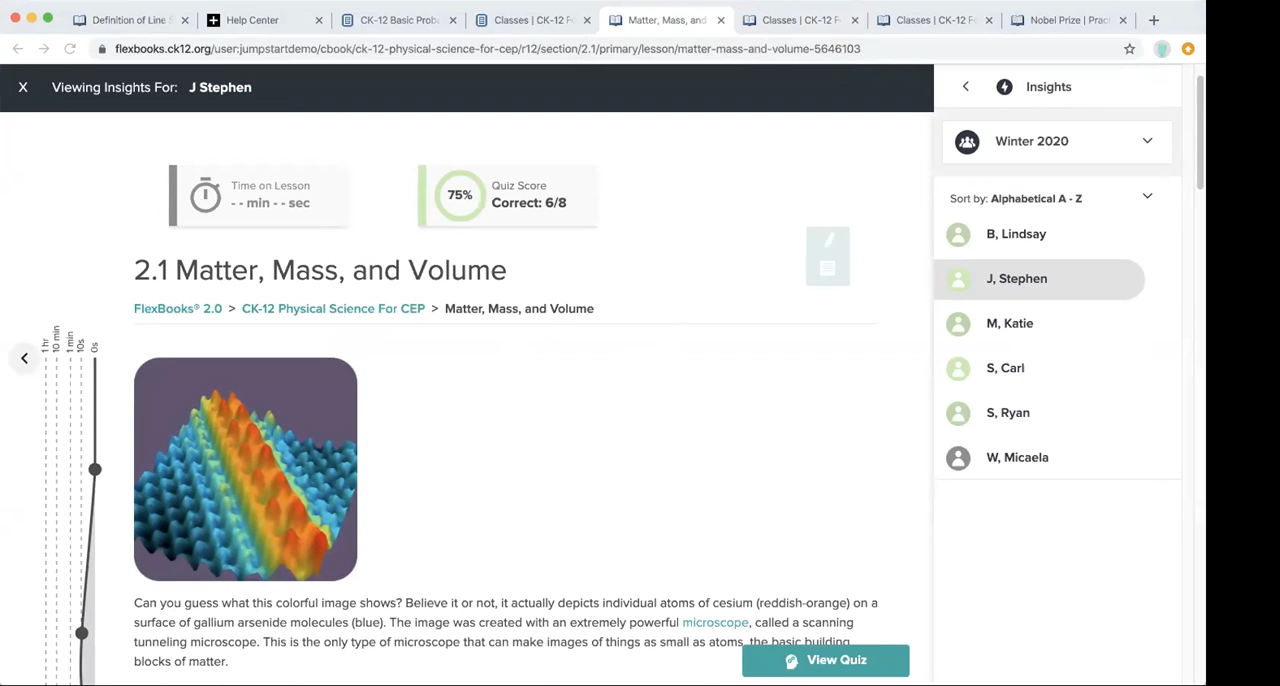 Definition of Line S
Help Center
CK-12 Basic Proba
Classes | CK-12 Fe
Matter, Mass, and
Classes | CK-12 F
Classes | CK-12 Fe
Nobel Prize | Prac
flexbooks.ck12.org/user:jumpstartdemo/cbook/ck-12-physical-science-for-cep/r12/section/2.1/primary/lesson/matter-mass-and-volume-5646103
X Viewing Insights For: J Stephen
Insights
Winter 2020
Sort by: Alphabetical A - Z
B, Lindsay
J, Stephen
M, Katie
S, Carl
S, Ryan
W, Micaela
Time on Lesson
- - min - - sec
75%
Quiz Score
Correct: 6/8
2.1 Matter, Mass, and Volume
FlexBooks® 2.0 > CK-12 Physical Science For CEP > Matter, Mass, and Volume
1 hr
10 min
1 min
10s
0s
Can you guess what this colorful image shows? Believe it or not, it actually depicts individual atoms of cesium (reddish-orange) on a
surface of gallium arsenide molecules (blue). The image was created with an extremely powerful microscope, called a scanning
tunneling microscope. This is the only type of microscope that can make images of things as small as atoms, the basic building
blocks of matter.
View Quiz